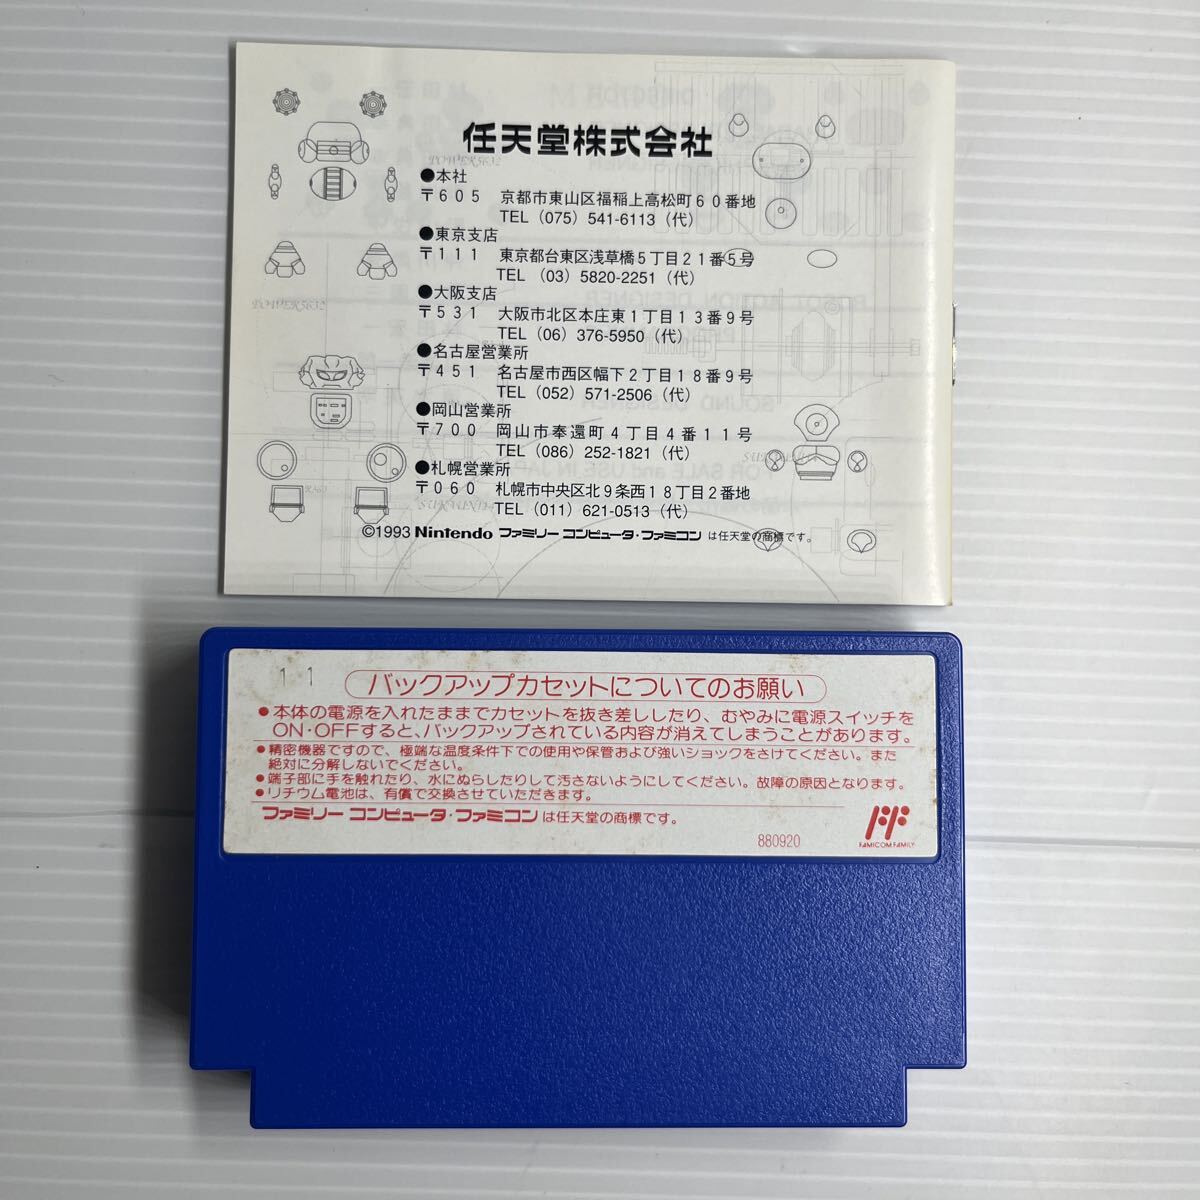 任天堂株式会社
●本社
〒605 京都市東山区福稲上高松町60番地
TEL（075）541-6113（代）
●東京支店
〒111 東京都台東区浅草橋5丁目21番5号
TEL（03）5820-2251（代）
●大阪支店
〒531 大阪市北区本庄東1丁目13番9号
TEL（06）376-5950（代）
●名古屋営業所
〒451 名古屋市西区幅下2丁目18番9号
TEL（052）571-2506（代）
●岡山営業所
〒700 岡山市奉還町4丁目4番11号
TEL（086）252-1821（代）
●札幌営業所
〒060 札幌市中央区北9条西18丁目2番地
TEL（011）621-0513（代）
©1993 Nintendo ファミリーコンピュータ・ファミコン は任天堂の商標です。
POWER5632
POWER5632
11
バックアップカセットについてのお願い
●本体の電源を入れたままでカセットを抜き差ししたり、むやみに電源スイッチを
ON・OFFすると、バックアップされている内容が消えてしまうことがあります。
●精密機器ですので、極端な温度条件下での使用や保管および強いショックをさけてください。また
絶対に分解しないでください。
●端子部に手を触れたり、水にぬらしたりして汚さないようにしてください。故障の原因となります。
●リチウム電池は、有償で交換させていただきます。
ファミリーコンピュータ・ファミコンは任天堂の商標です。
880920
FAMICOM FAMILY